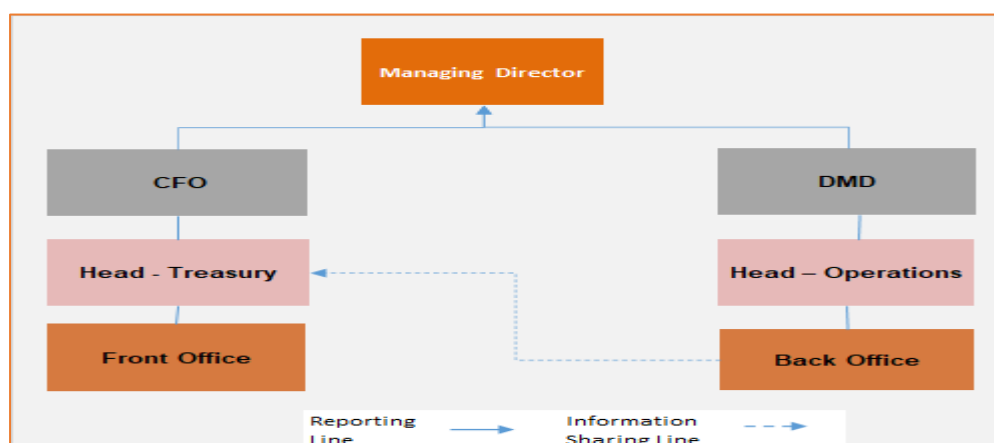 Managing Director
CFO
DMD
Head - Treasury
Head – Operations
Front Office
Back Office
Reporting
Line
Information
Sharing Line